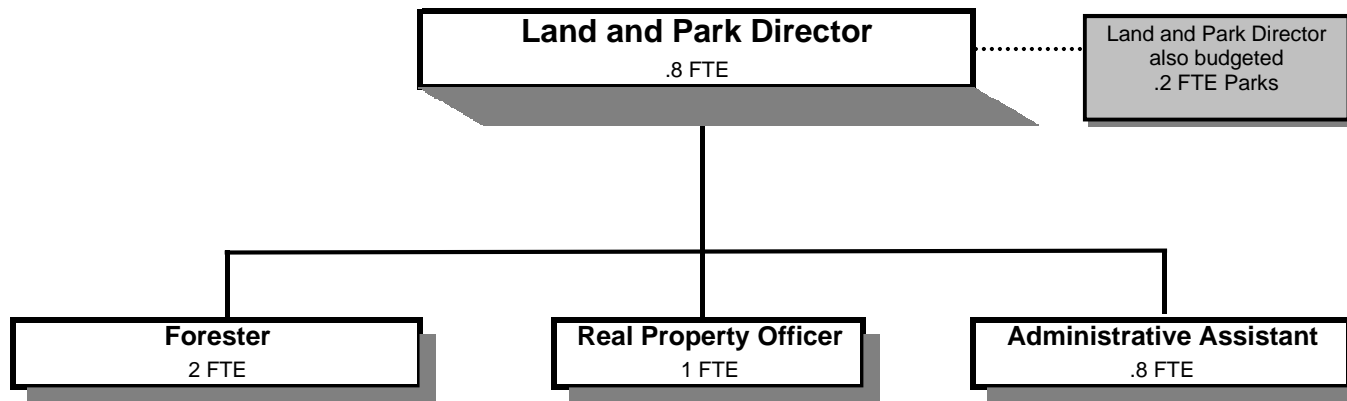 Land and Park Director
.8 FTE
Land and Park Director
also budgeted
.2 FTE Parks
Forester
2 FTE
Real Property Officer
1 FTE
Administrative Assistant
.8 FTE